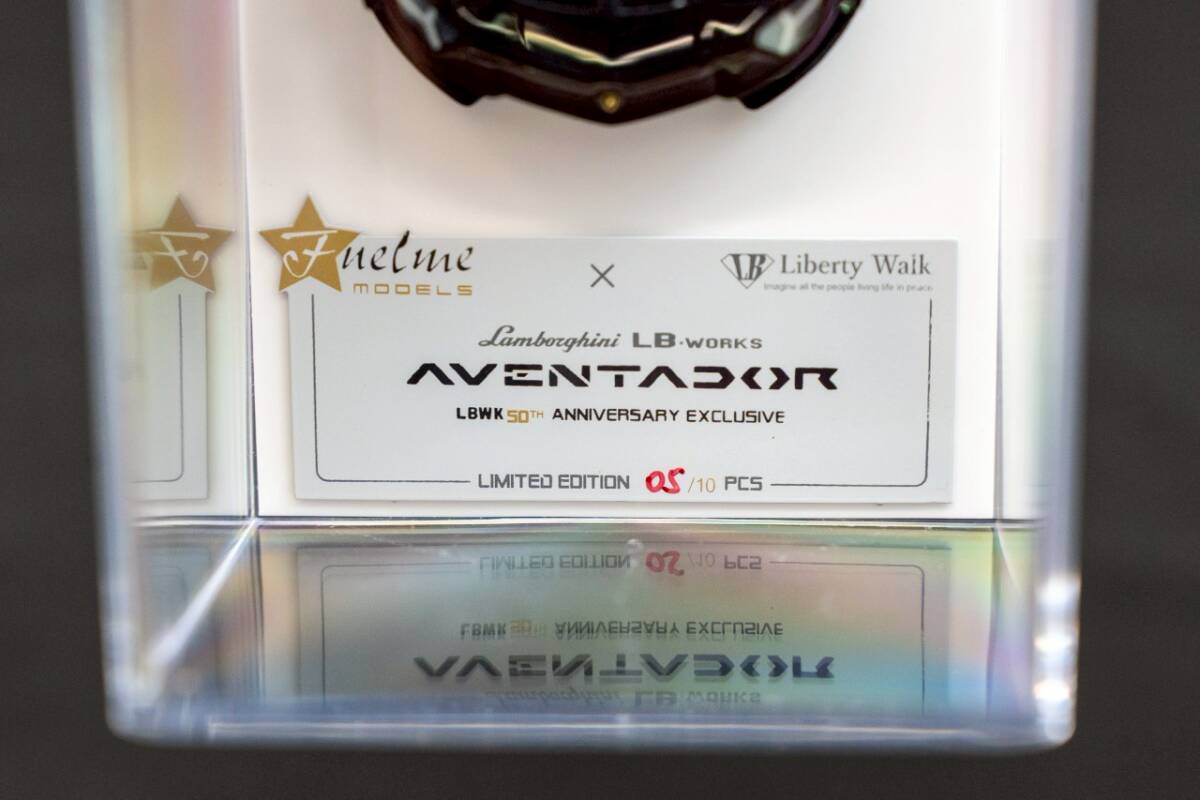 Fuelme
MODELS
×
LB Liberty Walk
Imagine all the people living life in peace
Lamborghini LB·WORKS
AVENTADOR
LBWK 50TH ANNIVERSARY EXCLUSIVE
LIMITED EDITION 05/10 PCS